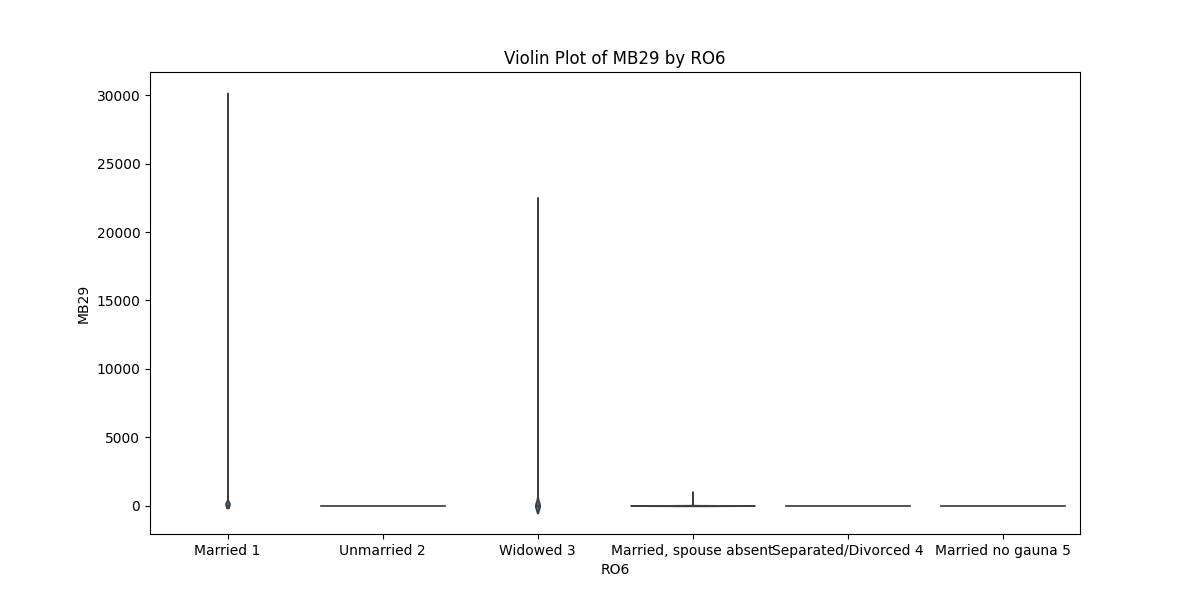 Violin Plot of MB29 by RO6
30000
25000
20000
15000
10000
5000
0
MB29
Married 1 Unmarried 2 Widowed 3 Married, spouse absent Separated/Divorced 4 Married no gauna 5
RO6